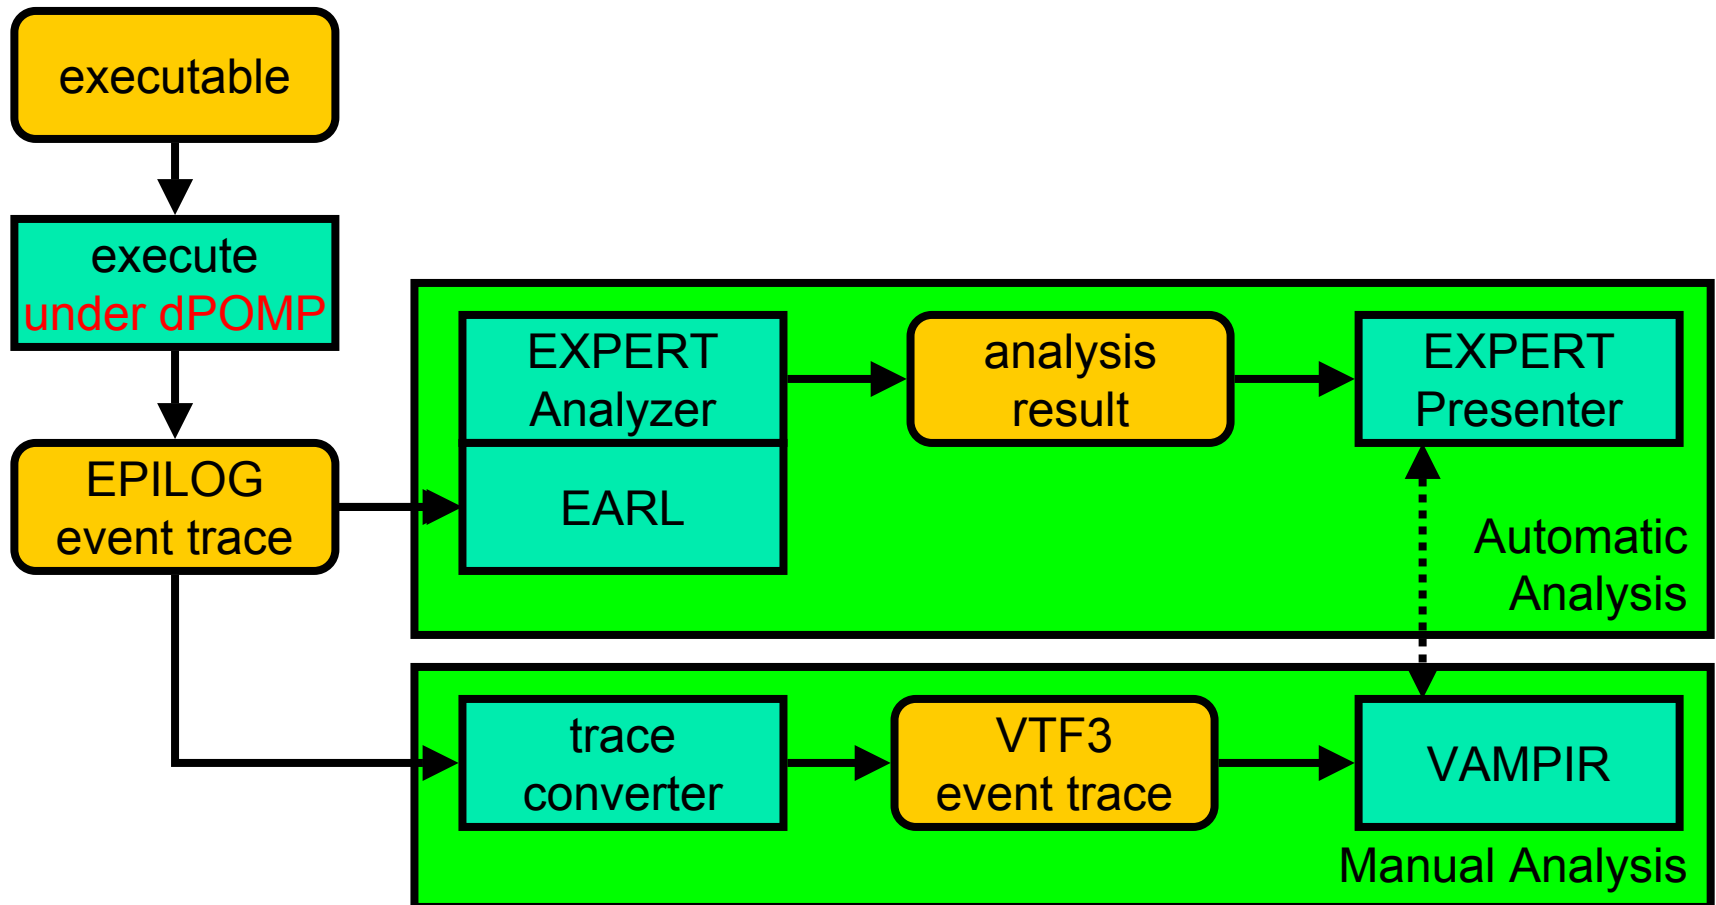 executable
execute
under dPOMP
EPILOG
event trace
EXPERT
Analyzer
EARL
analysis
result
EXPERT
Presenter
Automatic
Analysis
trace
converter
VTF3
event trace
VAMPIR
Manual Analysis